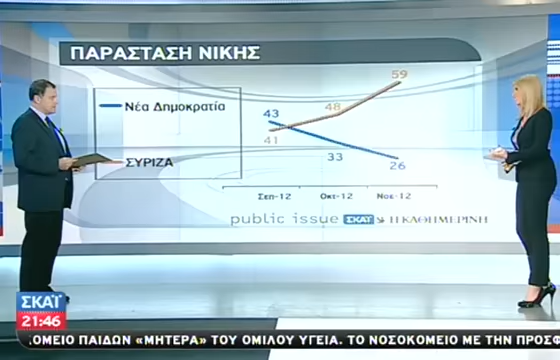 ΠΑΡΑΣΤΑΣΗ ΝΙΚΗΣ
Νέα Δημοκρατία
ΣΥΡΙΖΑ
43
41
48
33
59
26
Σεπ-12 Οκτ-12 Νοε-12
public issue ΣΚΑΪ Η ΚΑΘΗΜΕΡΙΝΗ
ΣΚΑΪ
21:46
.ΟΜΕΙΟ ΠΑΙΔΩΝ «ΜΗΤΕΡΑ» ΤΟΥ ΟΜΙΛΟΥ ΥΓΕΙΑ. ΤΟ ΝΟΣΟΚΟΜΕΙΟ ΜΕ ΤΗΝ ΠΡΟΣ